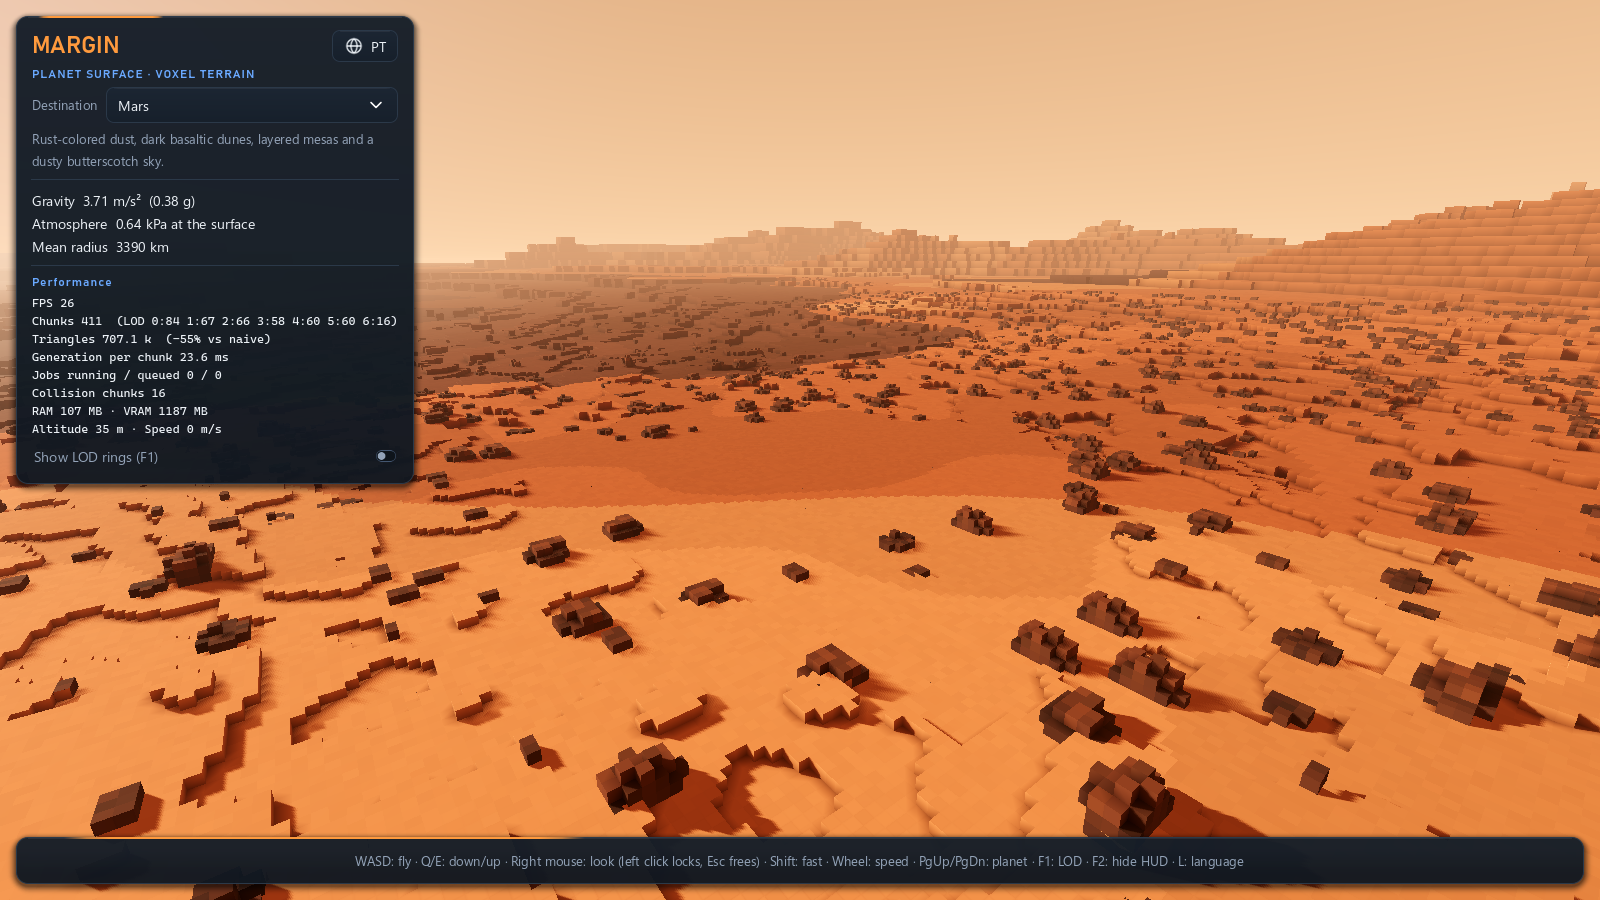 MARGIN
PT
PLANET SURFACE · VOXEL TERRAIN
Destination Mars
Rust-colored dust, dark basaltic dunes, layered mesas and a
dusty butterscotch sky.
Gravity 3.71 m/s² (0.38 g)
Atmosphere 0.64 kPa at the surface
Mean radius 3390 km
Performance
FPS 26
Chunks 411 (LOD 0:84 1:67 2:66 3:58 4:60 5:60 6:16)
Triangles 707.1 k (−55% vs naive)
Generation per chunk 23.6 ms
Jobs running / queued 0 / 0
Collision chunks 16
RAM 107 MB · VRAM 1187 MB
Altitude 35 m · Speed 0 m/s
Show LOD rings (F1)
WASD: fly · Q/E: down/up · Right mouse: look (left click locks, Esc frees) · Shift: fast · Wheel: speed · PgUp/PgDn: planet · F1: LOD · F2: hide HUD · L: language